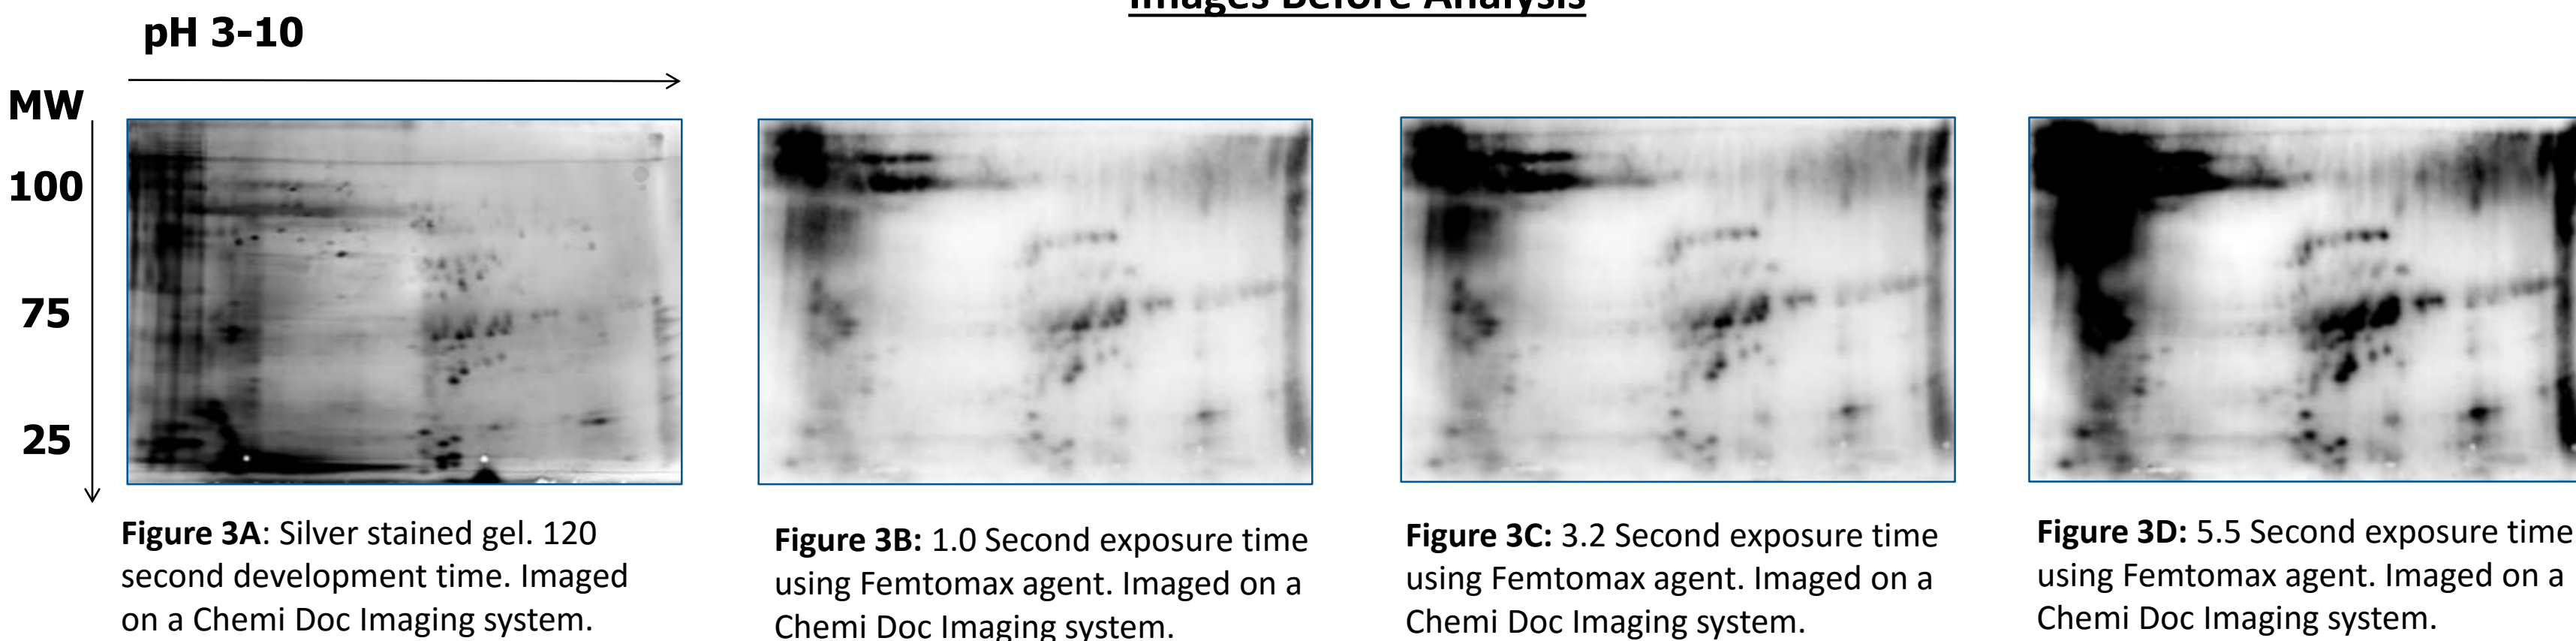 Images Before Analysis
pH 3-10
MW
100
75
25
Figure 3A: Silver stained gel. 120
second development time. Imaged
on a Chemi Doc Imaging system.
Figure 3B: 1.0 Second exposure time
using Femtomax agent. Imaged on a
Chemi Doc Imaging system.
Figure 3C: 3.2 Second exposure time
using Femtomax agent. Imaged on a
Chemi Doc Imaging system.
Figure 3D: 5.5 Second exposure time
using Femtomax agent. Imaged on a
Chemi Doc Imaging system.